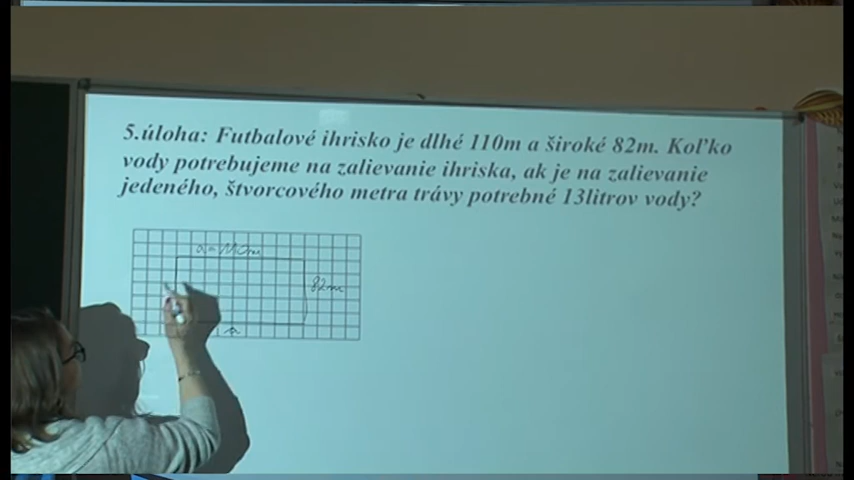 5.úloha: Futbalové ihrisko je dlhé 110m a široké 82m. Koľko
vody potrebujeme na zalievanie ihriska, ak je na zalievanie
jedeného, štvorcového metra trávy potrebné 13litrov vody?
a = 110m
82m
a